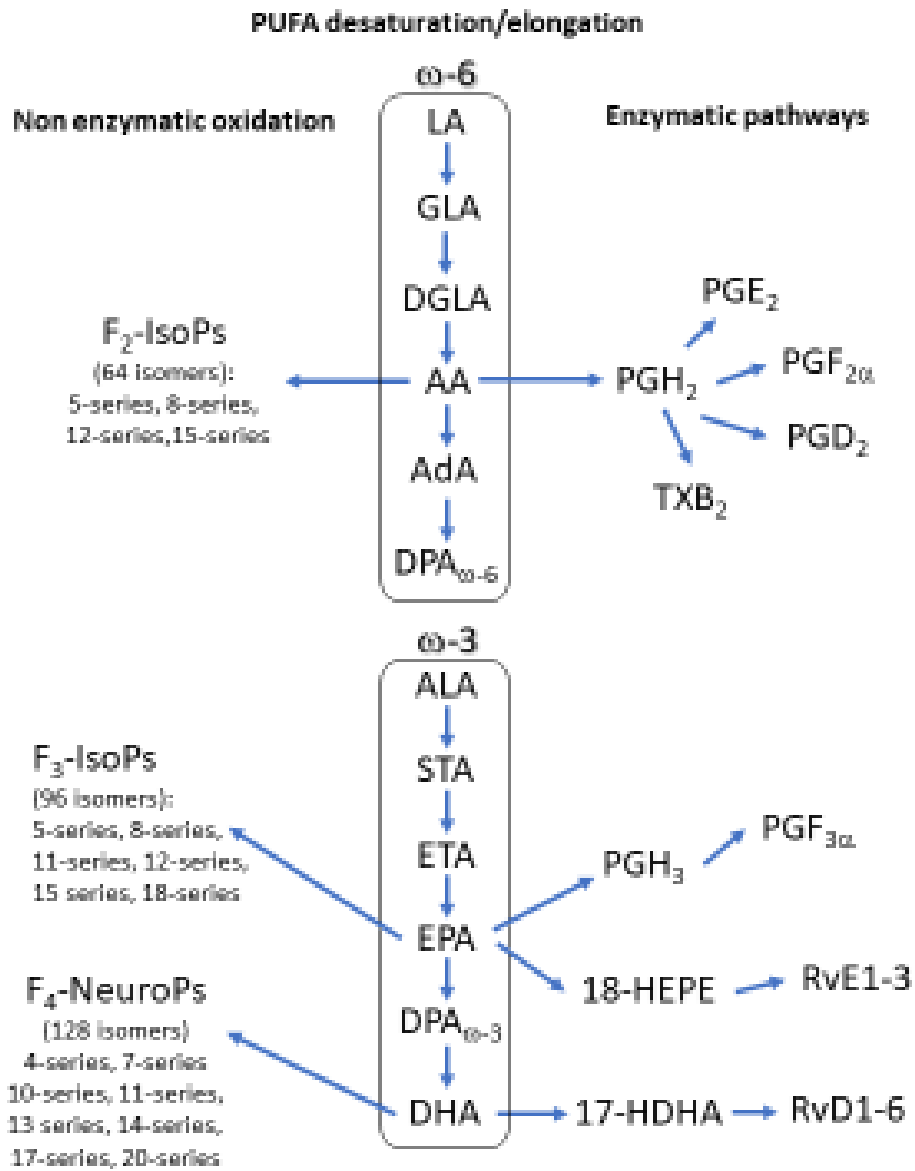 PUFA desaturation/elongation
Non enzymatic oxidation
ω-6
Enzymatic pathways
LA
GLA
DGLA
AA
AdA
DPAω-6
F2-IsoPs
(64 isomers):
5-series, 8-series,
12-series,15-series
PGH2
PGE2
PGF2α
PGD2
TXB2
ω-3
ALA
STA
ETA
EPA
DPAω-3
DHA
F3-IsoPs
(96 isomers):
5-series, 8-series,
11-series, 12-series,
15 series, 18-series
F4-NeuroPs
(128 isomers)
4-series, 7-series
10-series, 11-series,
13 series, 14-series,
17-series, 20-series
PGH3
PGF3α
18-HEPE
RvE1-3
17-HDHA
RvD1-6